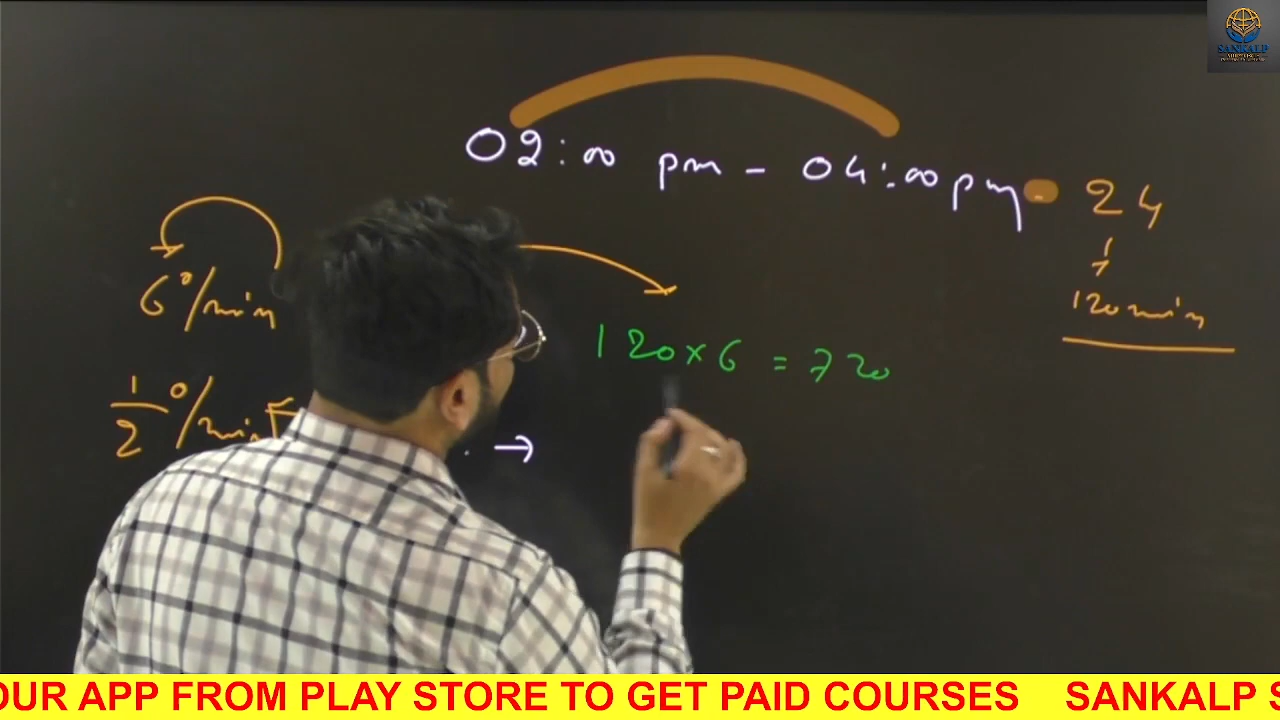 SANKALP
02:00 pm - 04:00 pm. 24
120 min
6°/min
120×6 = 720
1/2 °/min
. →
OUR APP FROM PLAY STORE TO GET PAID COURSES SANKALP S